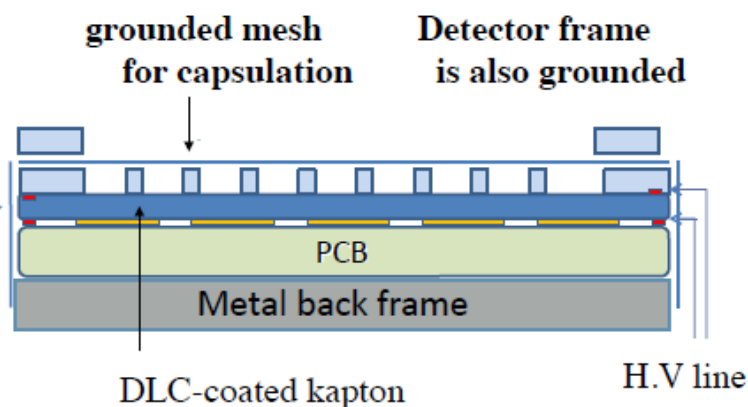 grounded mesh
for capsulation
Detector frame
is also grounded
PCB
Metal back frame
DLC-coated kapton
H.V line